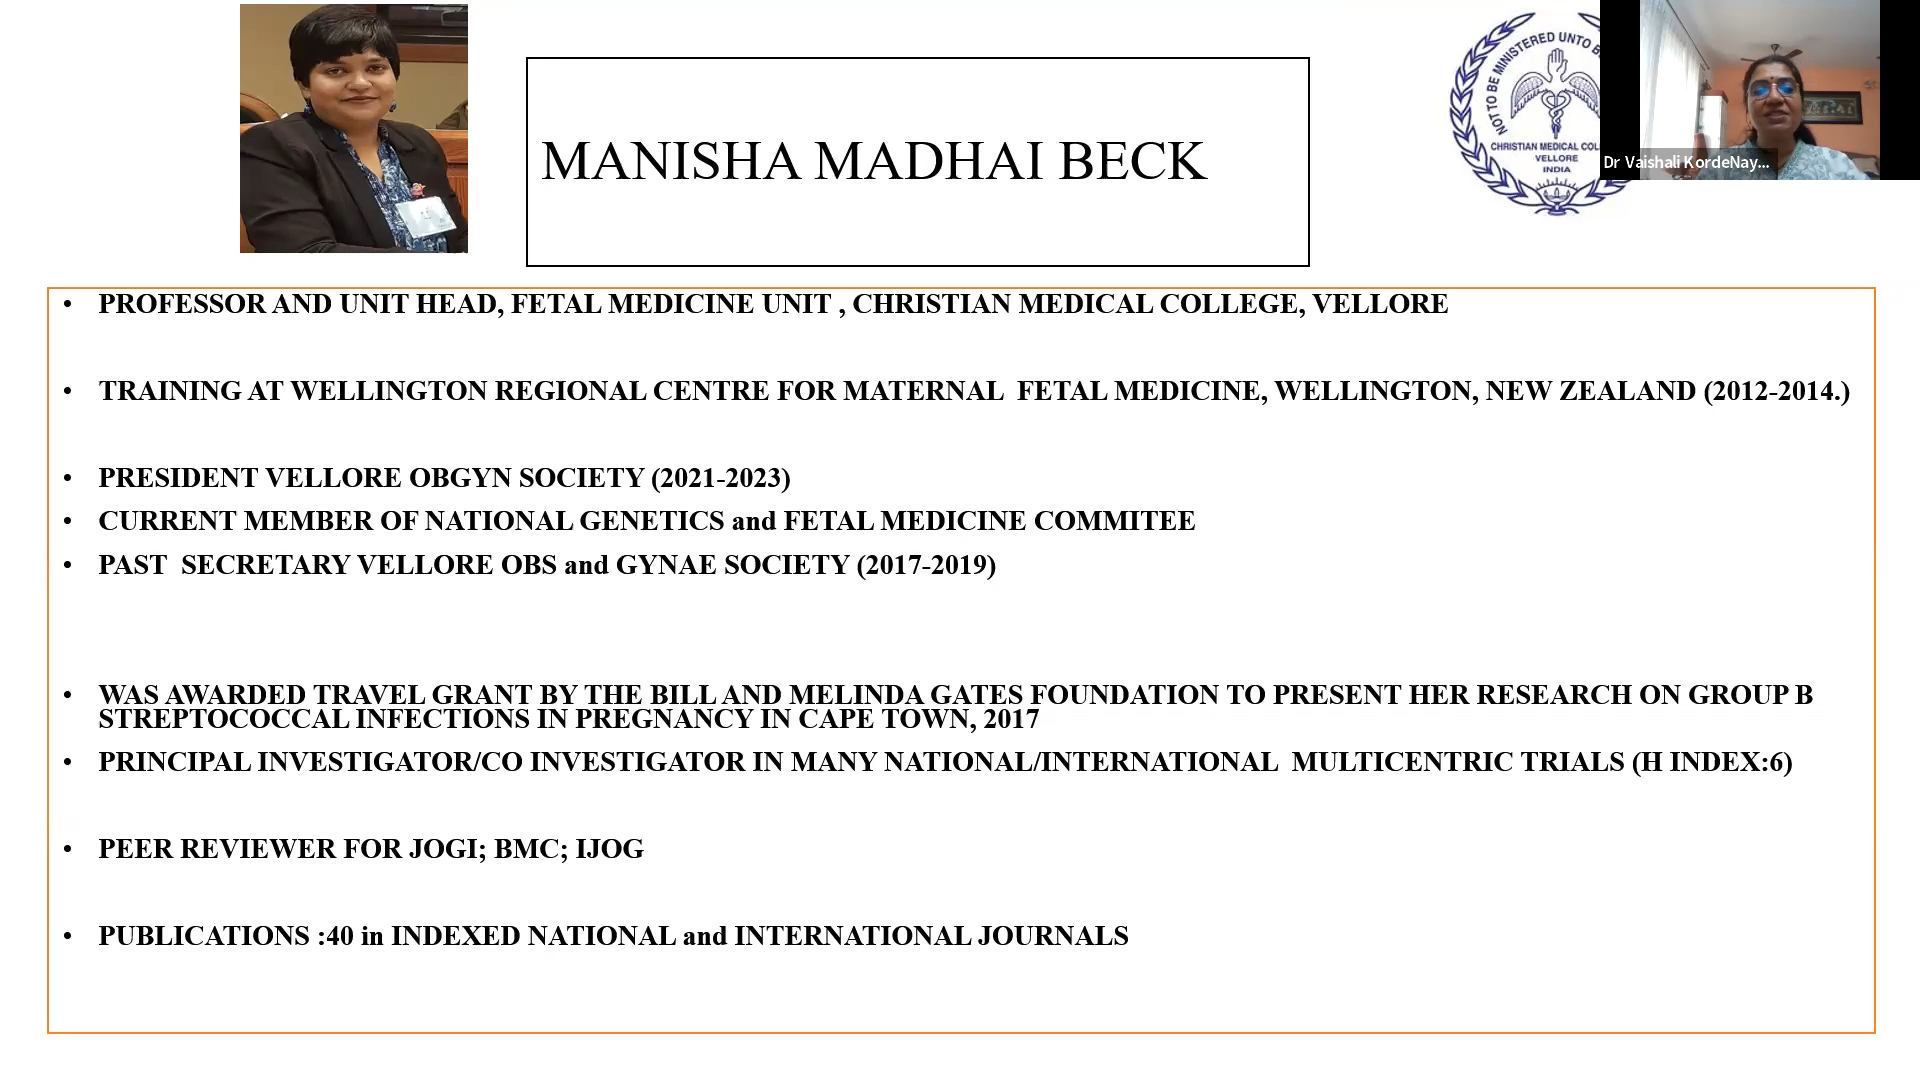 MANISHA MADHAI BECK
NOT TO BE MINISTERED UNTO
CHRISTIAN MEDICAL
VELLORE
INDIA
Dr Vaishali KordeNay...
• PROFESSOR AND UNIT HEAD, FETAL MEDICINE UNIT , CHRISTIAN MEDICAL COLLEGE, VELLORE
• TRAINING AT WELLINGTON REGIONAL CENTRE FOR MATERNAL  FETAL MEDICINE, WELLINGTON, NEW ZEALAND (2012-2014.)
• PRESIDENT VELLORE OBGYN SOCIETY (2021-2023)
• CURRENT MEMBER OF NATIONAL GENETICS and FETAL MEDICINE COMMITEE
• PAST  SECRETARY VELLORE OBS and GYNAE SOCIETY (2017-2019)
• WAS AWARDED TRAVEL GRANT BY THE BILL AND MELINDA GATES FOUNDATION TO PRESENT HER RESEARCH ON GROUP B
STREPTOCOCCAL INFECTIONS IN PREGNANCY IN CAPE TOWN, 2017
• PRINCIPAL INVESTIGATOR/CO INVESTIGATOR IN MANY NATIONAL/INTERNATIONAL  MULTICENTRIC TRIALS (H INDEX:6)
• PEER REVIEWER FOR JOGI; BMC; IJOG
• PUBLICATIONS :40 in INDEXED NATIONAL and INTERNATIONAL JOURNALS